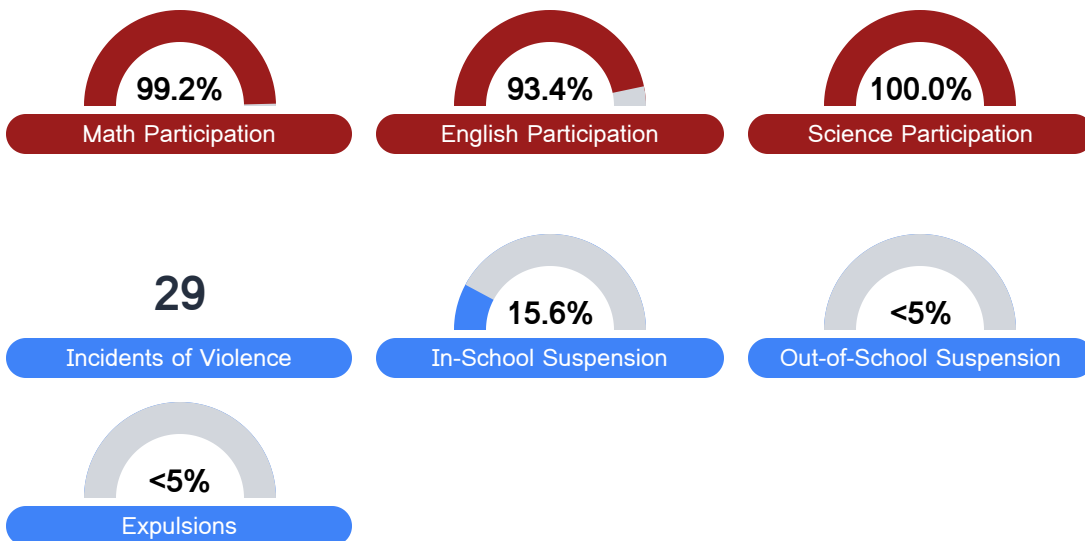 99.2%
Math Participation
93.4%
English Participation
100.0%
Science Participation
29
Incidents of Violence
15.6%
In-School Suspension
<5%
Out-of-School Suspension
<5%
Expulsions